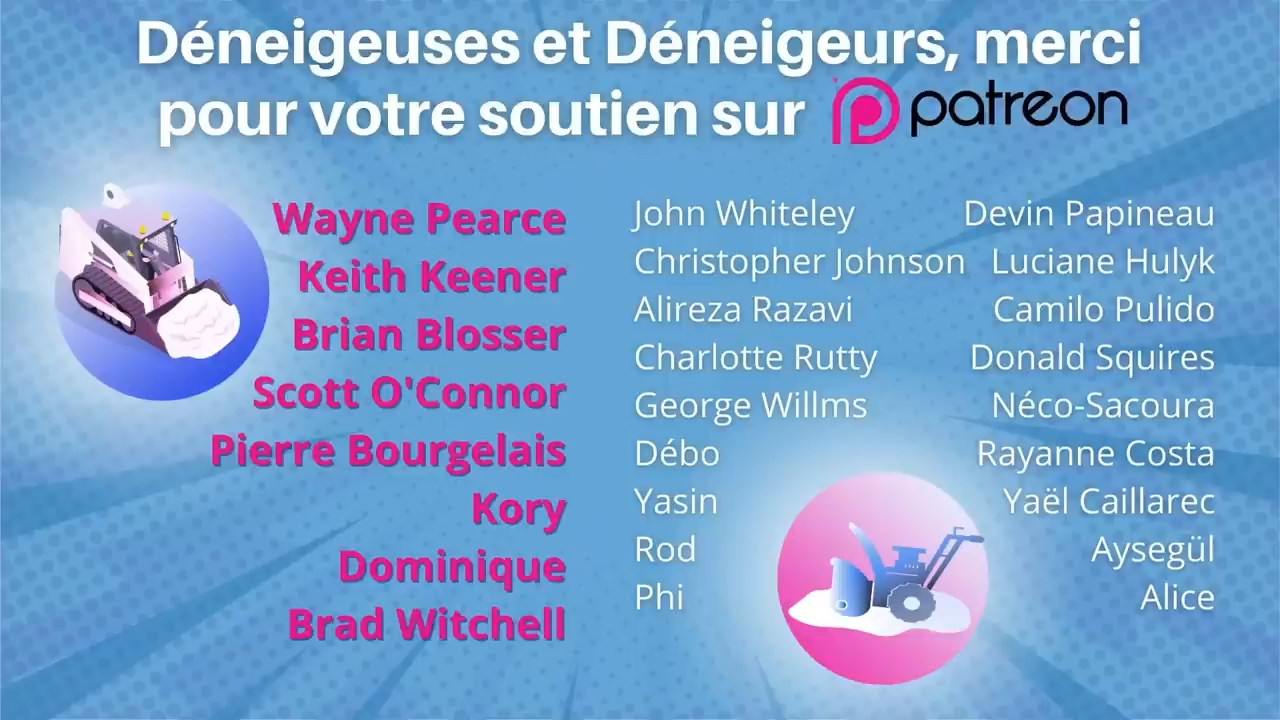 Déneigeuses et Déneigeurs, merci
pour votre soutien sur patreon
Wayne Pearce
Keith Keener
Brian Blosser
Scott O'Connor
Pierre Bourgelais
Kory
Dominique
Brad Witchell
John Whiteley
Christopher Johnson
Alireza Razavi
Charlotte Rutty
George Willms
Débo
Yasin
Rod
Phi
Devin Papineau
Luciane Hulyk
Camilo Pulido
Donald Squires
Néco-Sacoura
Rayanne Costa
Yaël Caillarec
Aysegül
Alice